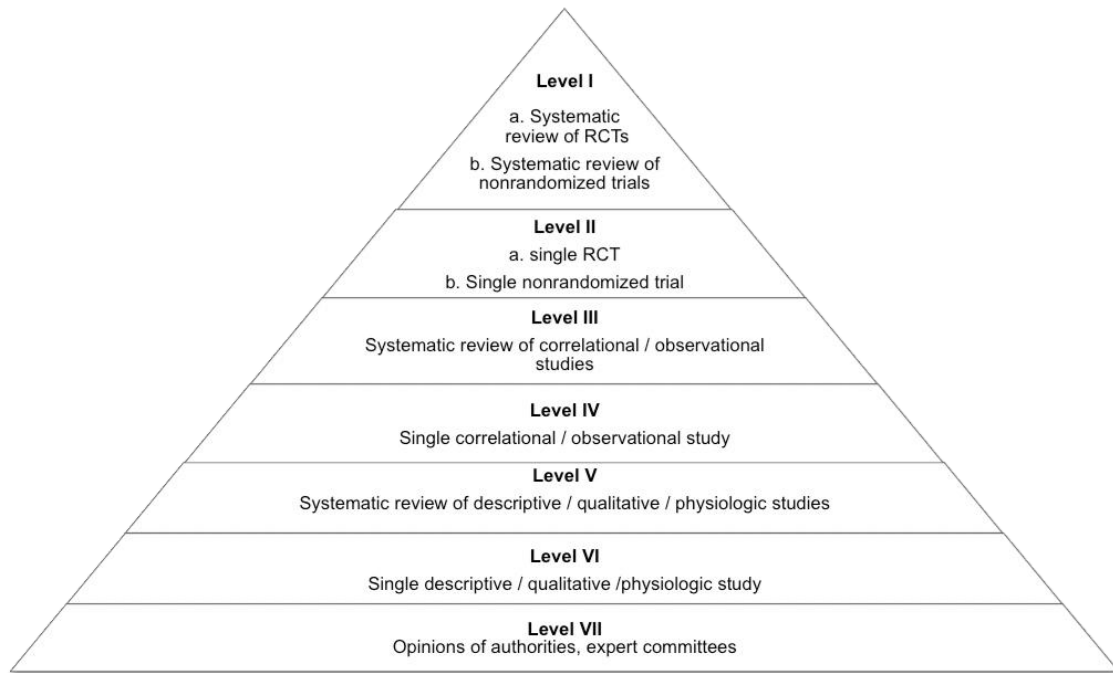 Level I
a. Systematic
review of RCTs
b. Systematic review of
nonrandomized trials
Level II
a. single RCT
b. Single nonrandomized trial
Level III
Systematic review of correlational / observational
studies
Level IV
Single correlational / observational study
Level V
Systematic review of descriptive / qualitative / physiologic studies
Level VI
Single descriptive / qualitative /physiologic study
Level VII
Opinions of authorities, expert committees